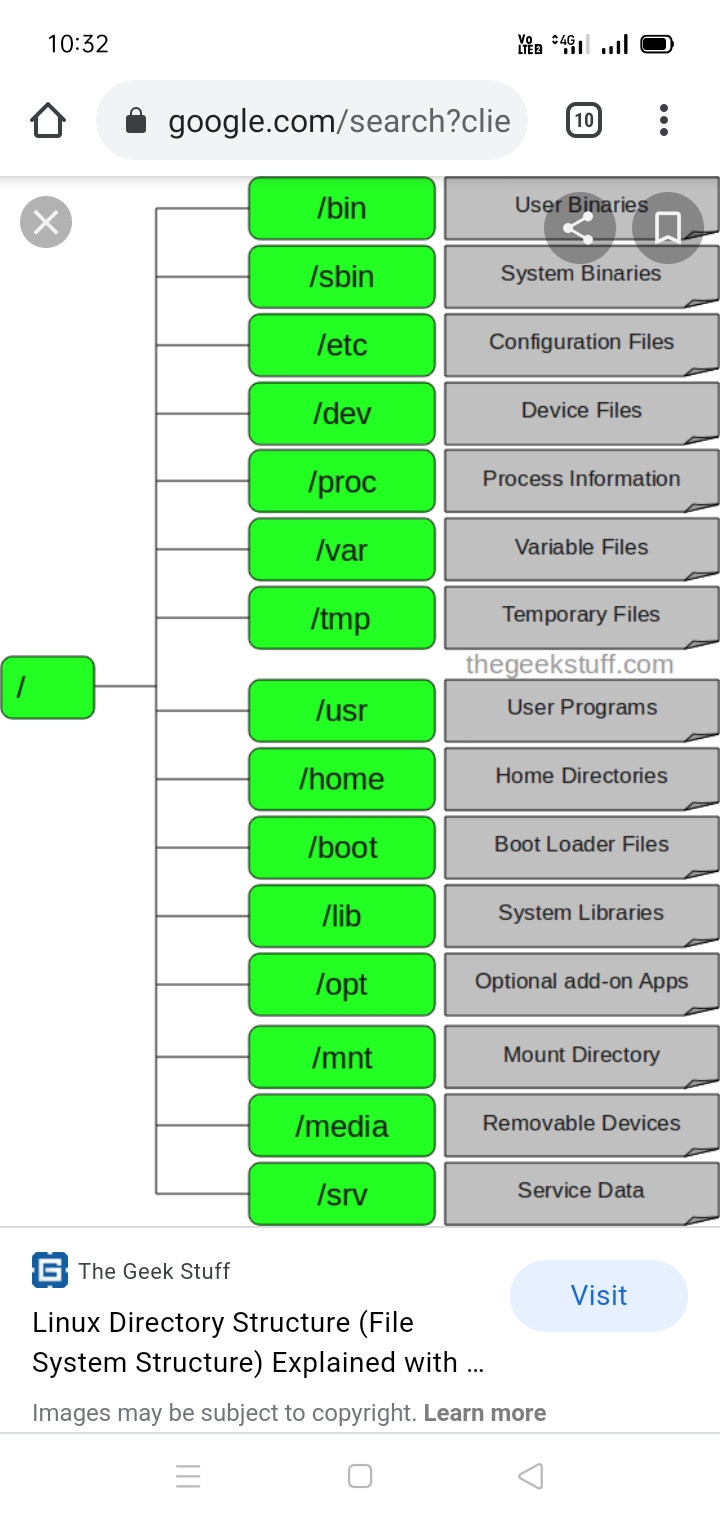 10:32
Vo
LTE2
4G
google.com/search?clie
10
/bin
User Binaries
/sbin
System Binaries
/etc
Configuration Files
/dev
Device Files
/proc
Process Information
/var
Variable Files
/tmp
Temporary Files
thegeekstuff.com
/
/usr
User Programs
/home
Home Directories
/boot
Boot Loader Files
/lib
System Libraries
/opt
Optional add-on Apps
/mnt
Mount Directory
/media
Removable Devices
/srv
Service Data
The Geek Stuff
Visit
Linux Directory Structure (File
System Structure) Explained with ...
Images may be subject to copyright. Learn more